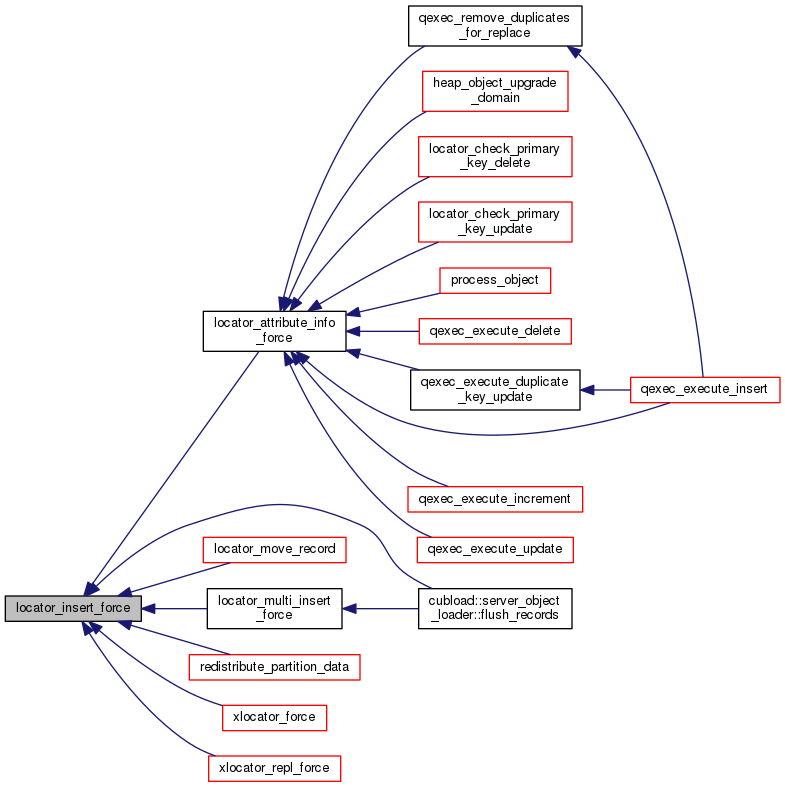 qexec_remove_duplicates
_for_replace
heap_object_upgrade
_domain
locator_check_primary
_key_delete
locator_check_primary
_key_update
process_object
locator_attribute_info
_force
qexec_execute_delete
qexec_execute_duplicate
_key_update
qexec_execute_insert
qexec_execute_increment
qexec_execute_update
locator_move_record
locator_insert_force
locator_multi_insert
_force
cubload::server_object
_loader::flush_records
redistribute_partition_data
xlocator_force
xlocator_repl_force